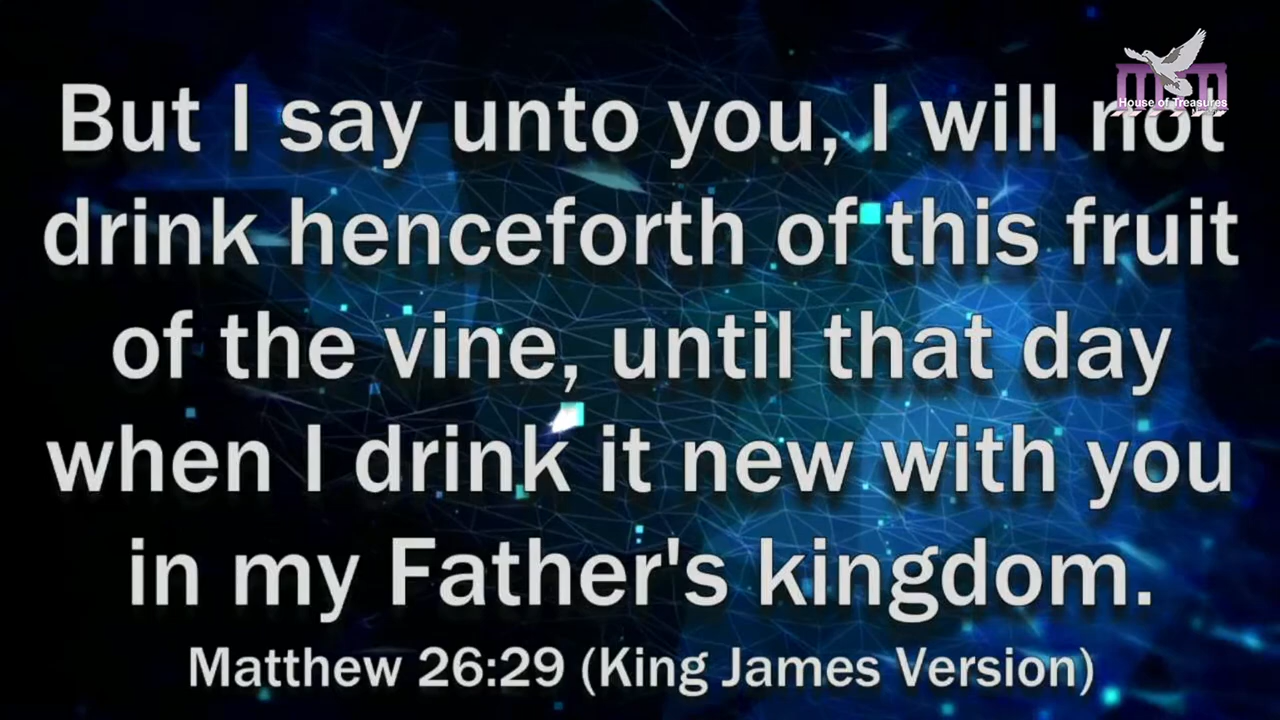 But I say unto you, I will not
drink henceforth of this fruit
of the vine, until that day
when I drink it new with you
in my Father's kingdom.
Matthew 26:29 (King James Version)
House of Treasures